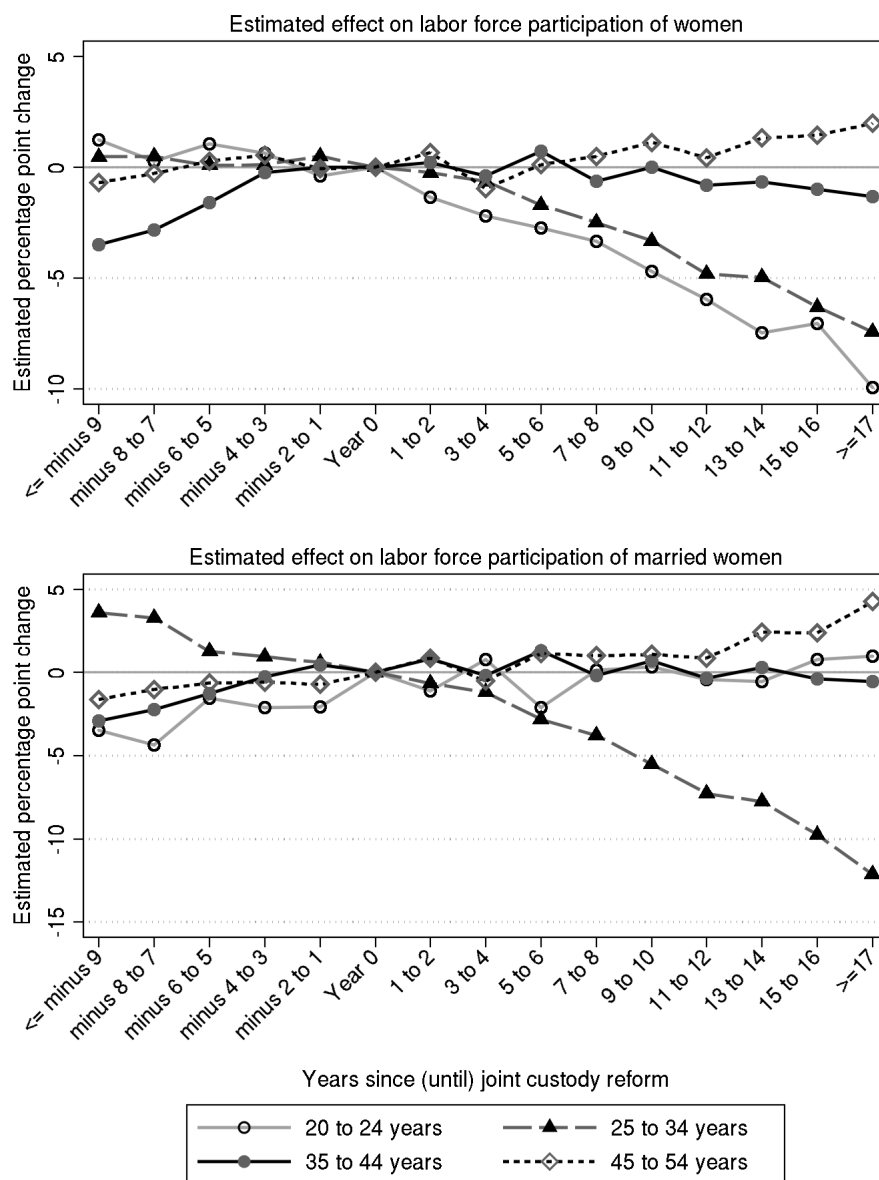 Estimated effect on labor force participation of women
Estimated percentage point change
5
0
-5
-10
<= minus 9
minus 8 to 7
minus 6 to 5
minus 4 to 3
minus 2 to 1
Year 0
1 to 2
3 to 4
5 to 6
7 to 8
9 to 10
11 to 12
13 to 14
15 to 16
>=17
Estimated effect on labor force participation of married women
Estimated percentage point change
5
0
-5
-10
-15
<= minus 9
minus 8 to 7
minus 6 to 5
minus 4 to 3
minus 2 to 1
Year 0
1 to 2
3 to 4
5 to 6
7 to 8
9 to 10
11 to 12
13 to 14
15 to 16
>=17
Years since (until) joint custody reform
20 to 24 years
25 to 34 years
35 to 44 years
45 to 54 years